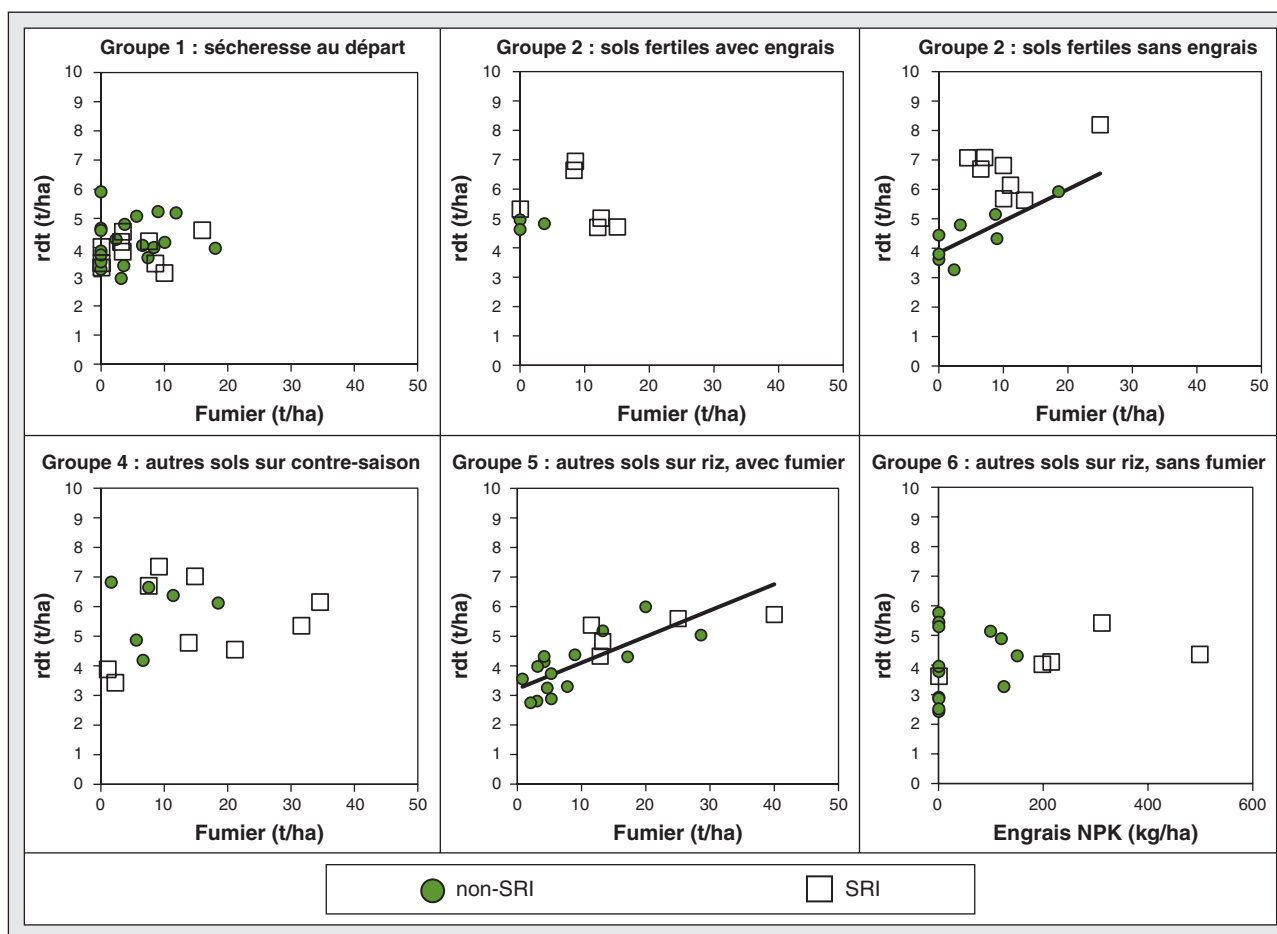 Groupe 1 : sécheresse au départ
10
9
8
7
6
5
4
3
2
1
0
rdt (t/ha)
0 10 20 30 40 50
Fumier (t/ha)
Groupe 2 : sols fertiles avec engrais
10
9
8
7
6
5
4
3
2
1
0
rdt (t/ha)
0 10 20 30 40 50
Fumier (t/ha)
Groupe 2 : sols fertiles sans engrais
10
9
8
7
6
5
4
3
2
1
0
rdt (t/ha)
0 10 20 30 40 50
Fumier (t/ha)
Groupe 4 : autres sols sur contre-saison
10
9
8
7
6
5
4
3
2
1
0
rdt (t/ha)
0 10 20 30 40 50
Fumier (t/ha)
Groupe 5 : autres sols sur riz, avec fumier
10
9
8
7
6
5
4
3
2
1
0
rdt (t/ha)
0 10 20 30 40 50
Fumier (t/ha)
Groupe 6 : autres sols sur riz, sans fumier
10
9
8
7
6
5
4
3
2
1
0
rdt (t/ha)
0 200 400 600
Engrais NPK (kg/ha)
non-SRI SRI